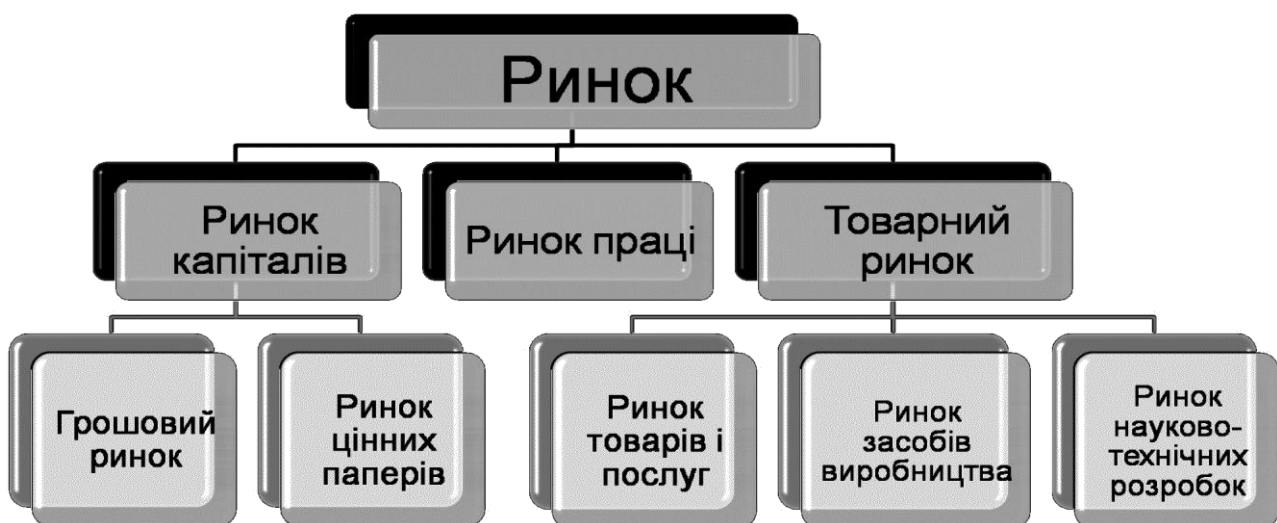 Ринок
Ринок
капіталів
Ринок праці
Товарний
ринок
Грошовий
ринок
Ринок
цінних
паперів
Ринок
товарів і
послуг
Ринок
засобів
виробництва
Ринок
науково-
технічних
розробок